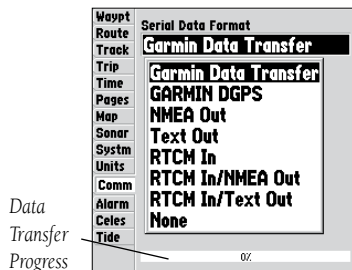 Waypt
Route
Track
Trip
Time
Pages
Map
Sonar
Systm
Units
Comm
Alarm
Celes
Tide
Serial Data Format
Garmin Data Transfer
Garmin Data Transfer
GARMIN DGPS
NMEA Out
Text Out
RTCM In
RTCM In/NMEA Out
RTCM In/Text Out
None
0%
Data
Transfer
Progress